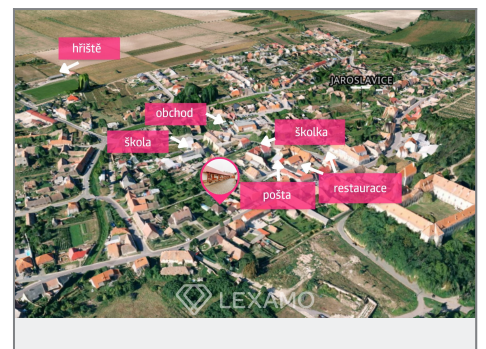 hřiště
JAROSLAVICE
obchod
škola
školka
pošta
restaurace
LEXAMO